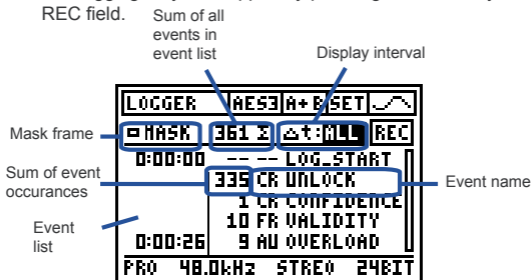 REC field.
Sum of all
events in
event list
Display interval
LOGGER AES3 A+B SET
Mask frame
MASK 361 Σ Δt:ALL REC
0:00:00 -- -- LOG_START
Sum of event
occurances
335 CR UNLOCK
Event name
1 CR CONFIDENCE
Event
list
10 FR VALIDITY
0:00:26 9 AU OVERLOAD
PRO 48.0kHz STREO 24BIT